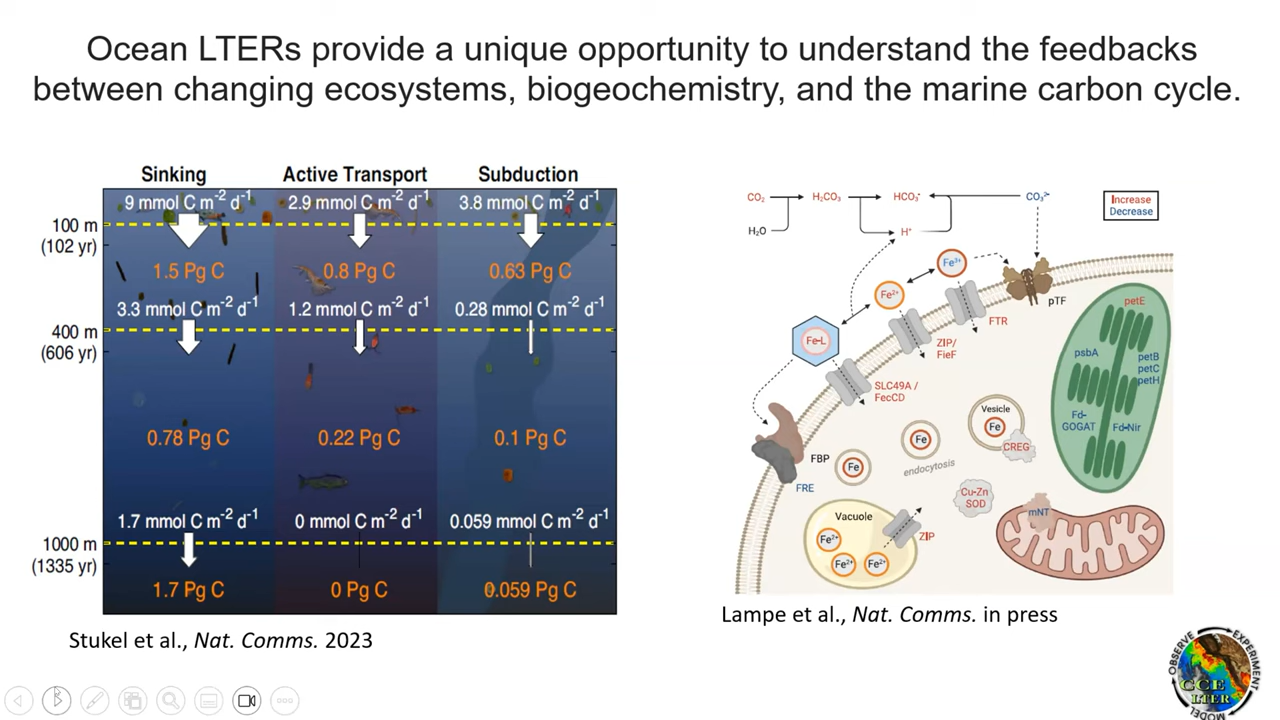 Ocean LTERs provide a unique opportunity to understand the feedbacks
between changing ecosystems, biogeochemistry, and the marine carbon cycle.
Sinking
Active Transport
Subduction
9 mmol C m⁻² d⁻¹
2.9 mmol C m⁻² d⁻¹
3.8 mmol C m⁻² d⁻¹
100 m
(102 yr)
1.5 Pg C
0.8 Pg C
0.63 Pg C
3.3 mmol C m⁻² d⁻¹
1.2 mmol C m⁻² d⁻¹
0.28 mmol C m⁻² d⁻¹
400 m
(606 yr)
0.78 Pg C
0.22 Pg C
0.1 Pg C
1.7 mmol C m⁻² d⁻¹
0 mmol C m⁻² d⁻¹
0.059 mmol C m⁻² d⁻¹
1000 m
(1335 yr)
1.7 Pg C
0 Pg C
0.059 Pg C
Stukel et al., Nat. Comms. 2023
CO₂
H₂CO₃
HCO₃⁻
CO₃²⁻
H₂O
H⁺
Increase
Decrease
Fe³⁺
Fe²⁺
Fe-L
pTF
FTR
ZIP/
FieF
SLC49A /
FecCD
petE
psbA
petB
petC
petH
Fd-
GOGAT
Fd-Nir
Vesicle
Fe
CREG
Fe
endocytosis
FBP
Fe
FRE
Cu-Zn
SOD
mNT
Vacuole
ZIP
Fe²⁺
Fe²⁺
Fe²⁺
Lampe et al., Nat. Comms. in press
OBSERVE
EXPERIMENT
MODEL
CCE
LTER